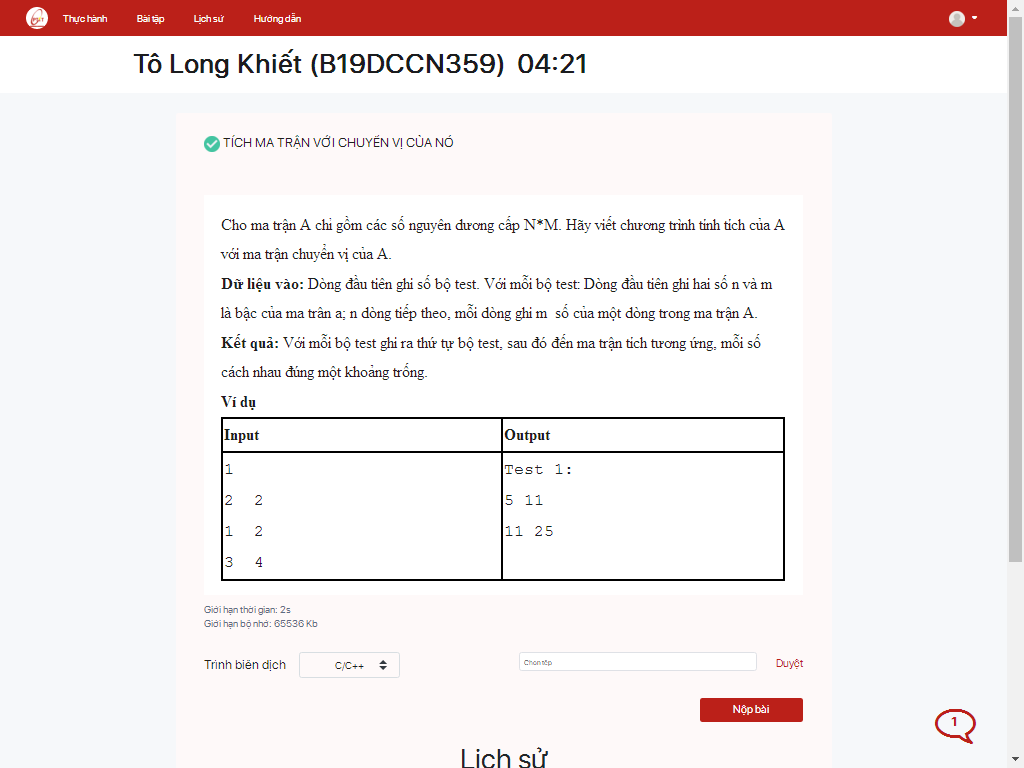 Thực hành Bài tập Lịch sử Hướng dẫn
Tô Long Khiết (B19DCCN359) 04:21
TÍCH MA TRẬN VỚI CHUYỂN VỊ CỦA NÓ
Cho ma trận A chỉ gồm các số nguyên dương cấp N*M. Hãy viết chương trình tính tích của A
với ma trận chuyển vị của A.
Dữ liệu vào: Dòng đầu tiên ghi số bộ test. Với mỗi bộ test: Dòng đầu tiên ghi hai số n và m
là bậc của ma trân a; n dòng tiếp theo, mỗi dòng ghi m số của một dòng trong ma trận A.
Kết quả: Với mỗi bộ test ghi ra thứ tự bộ test, sau đó đến ma trận tích tương ứng, mỗi số
cách nhau đúng một khoảng trống.
Ví dụ
Input Output
1 Test 1:
2 2 5 11
1 2 11 25
3 4
Giới hạn thời gian: 2s
Giới hạn bộ nhớ: 65536 Kb
Trình biên dịch C/C++ Chọn tệp Duyệt
Nộp bài
1
Lịch sử